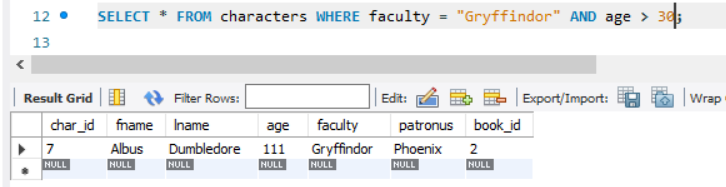 12 SELECT * FROM characters WHERE faculty = "Gryffindor" AND age > 30;
13
Result Grid Filter Rows: Edit: Export/Import: Wrap
char_id fname lname age faculty patronus book_id
7 Albus Dumbledore 111 Gryffindor Phoenix 2
NULL NULL NULL NULL NULL NULL NULL